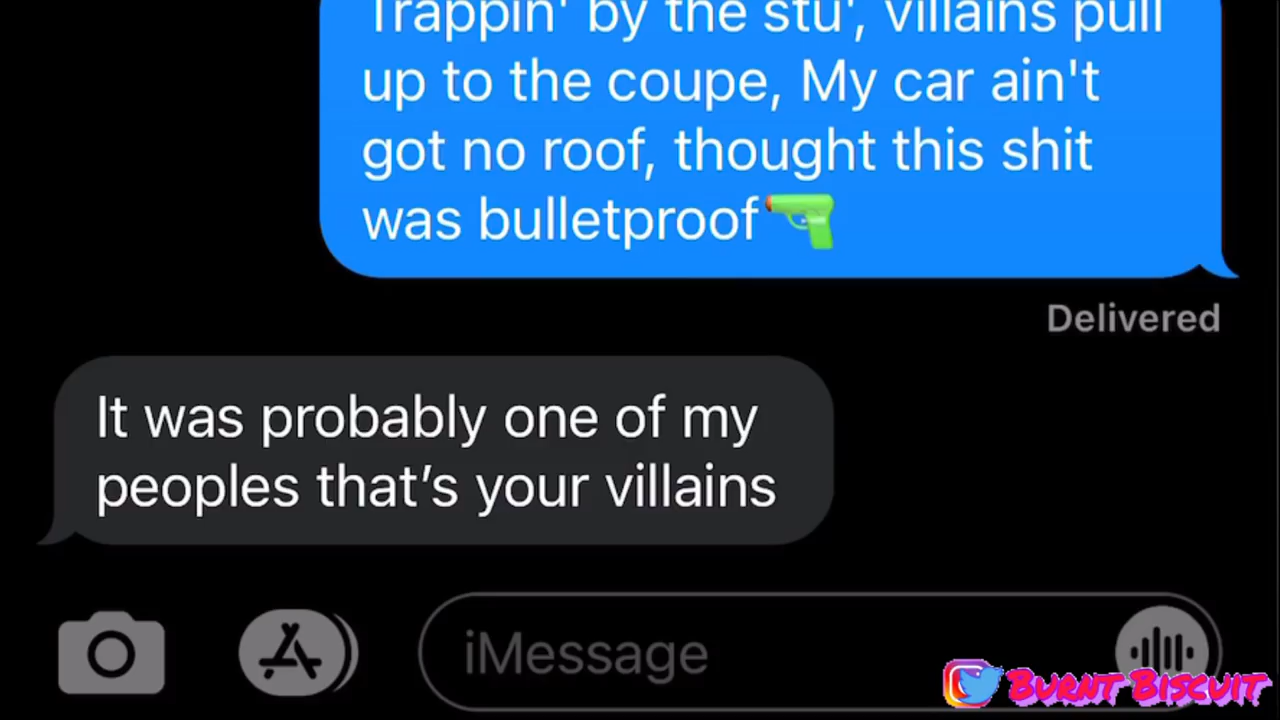 Trappin' by the stu', villains pull
up to the coupe, My car ain't
got no roof, thought this shit
was bulletproof
Delivered
It was probably one of my
peoples that’s your villains
iMessage
Burnt Biscuit